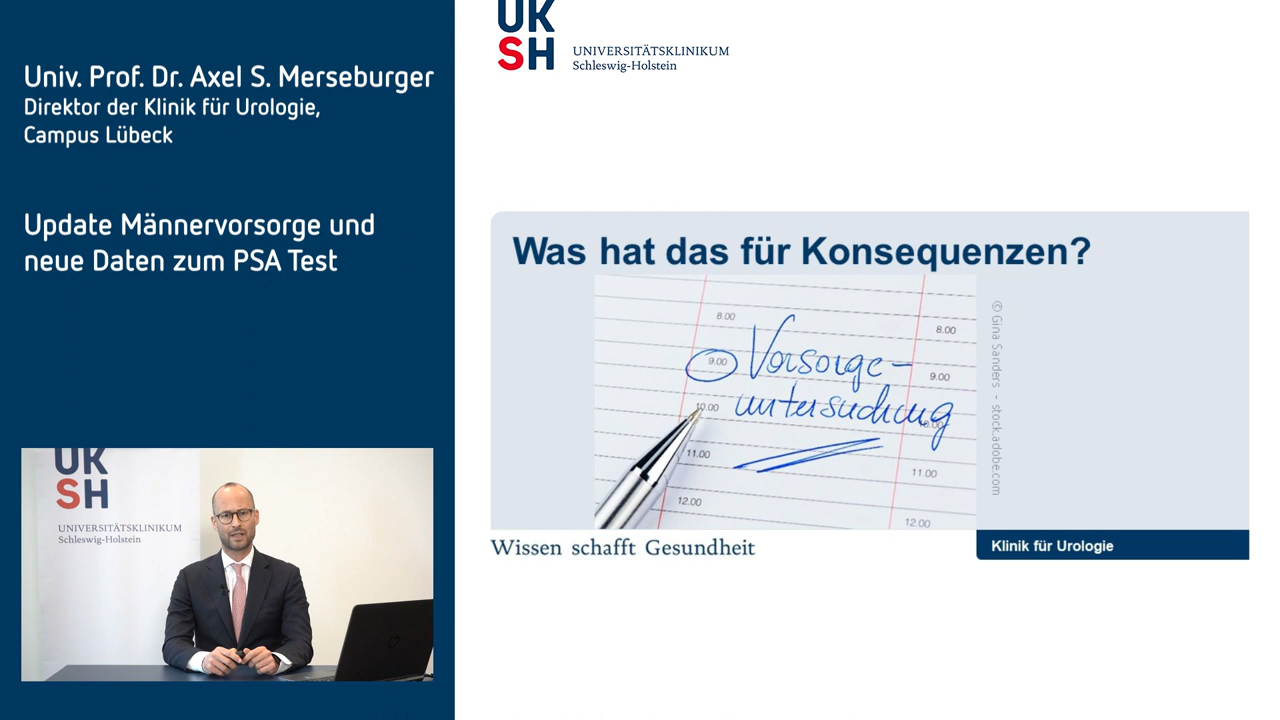 Univ. Prof. Dr. Axel S. Merseburger
Direktor der Klinik für Urologie,
Campus Lübeck
Update Männervorsorge und
neue Daten zum PSA Test
UK
SH
UNIVERSITÄTSKLINIKUM
Schleswig-Holstein
UK
SH
UNIVERSITÄTSKLINIKUM
Schleswig-Holstein
Was hat das für Konsequenzen?
8.00
9.00
10.00
11.00
12.00
Vorsorge-
untersuchung
8.00
9.00
10.00
11.00
12.00
© Gina Sanders - stock.adobe.com
Wissen schafft Gesundheit
Klinik für Urologie